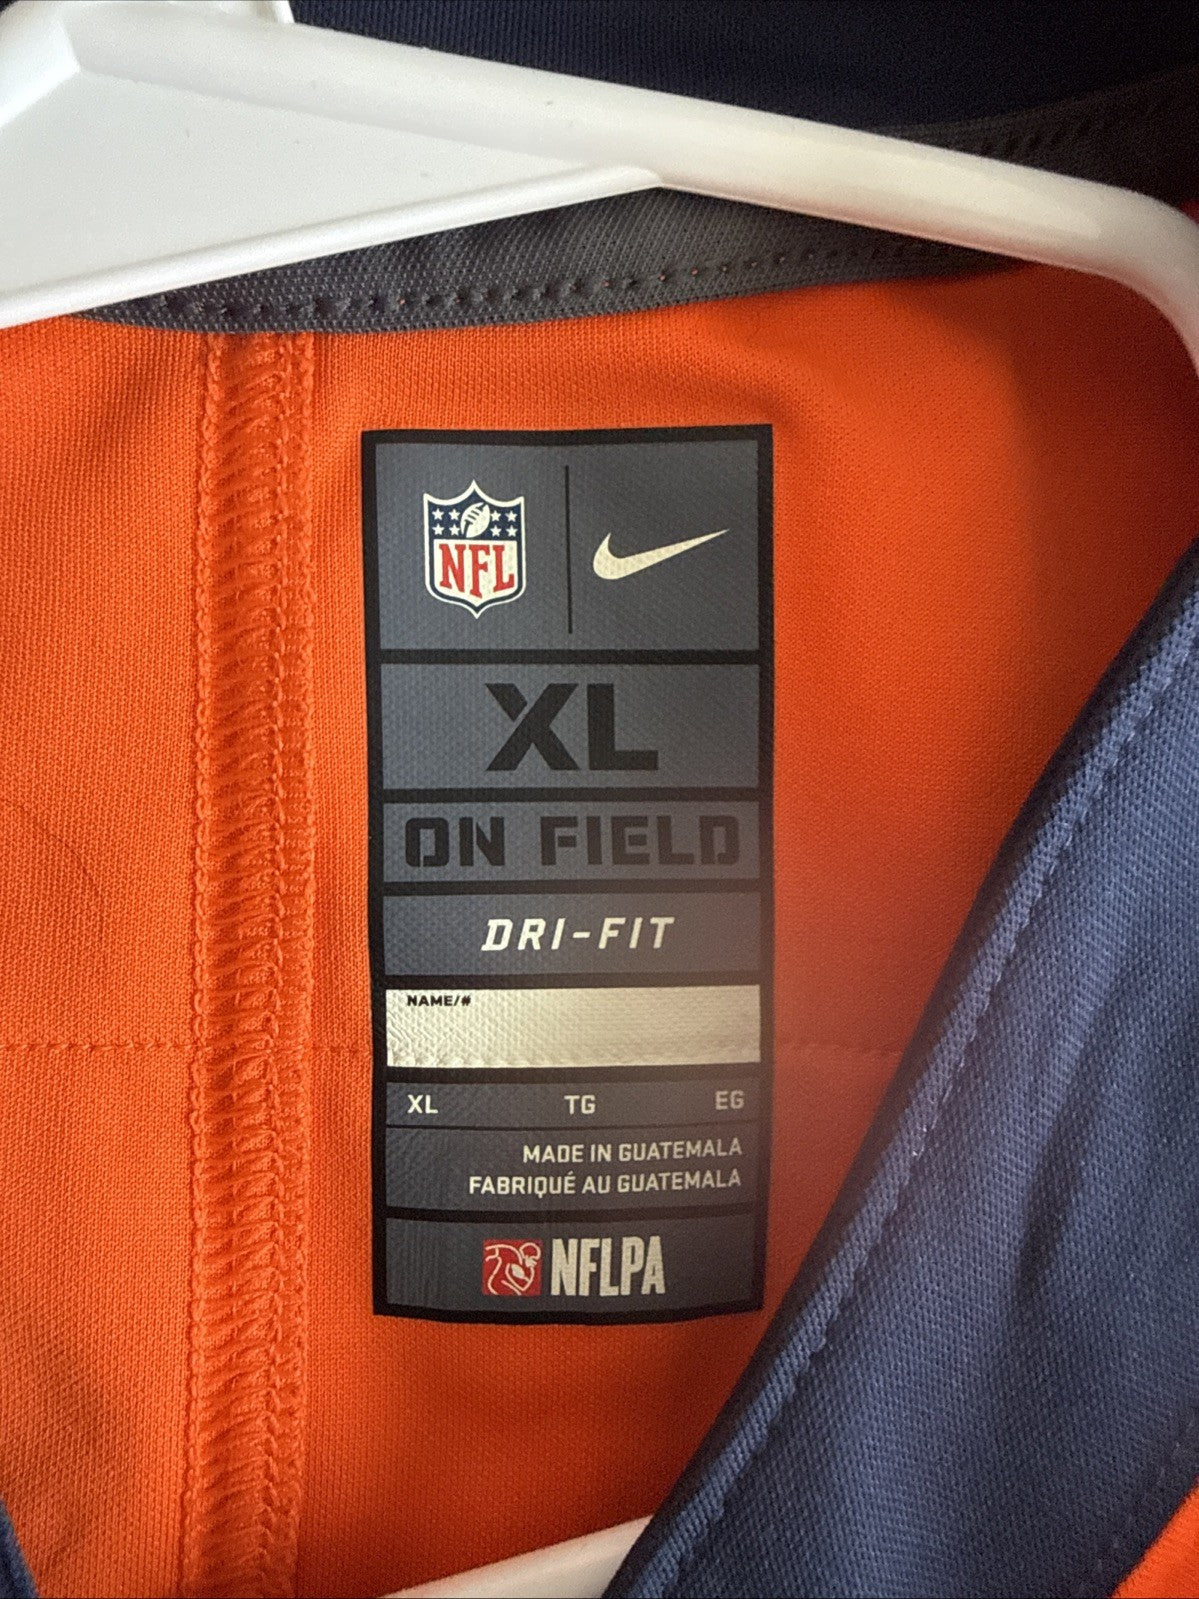 NFL
XL
ON FIELD
DRI-FIT
NAME/#
XL TG EG
MADE IN GUATEMALA
FABRIQUÉ AU GUATEMALA
NFLPA